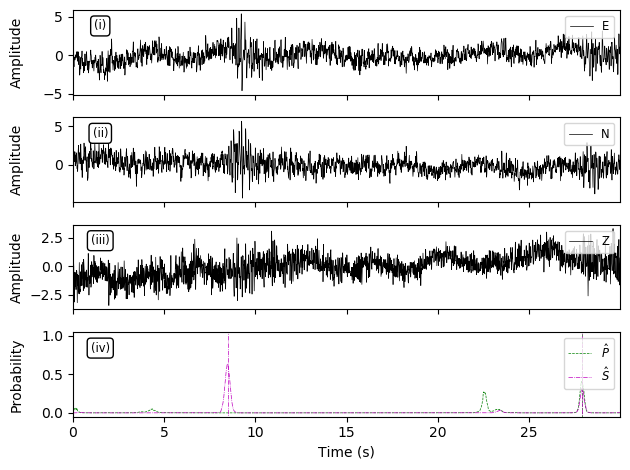 5
0
−5
Amplitude
(i)
E
5
0
Amplitude
(ii)
N
2.5
0.0
−2.5
Amplitude
(iii)
Z
1.0
0.5
0.0
Probability
(iv)
P̂
Ŝ
0 5 10 15 20 25
Time (s)